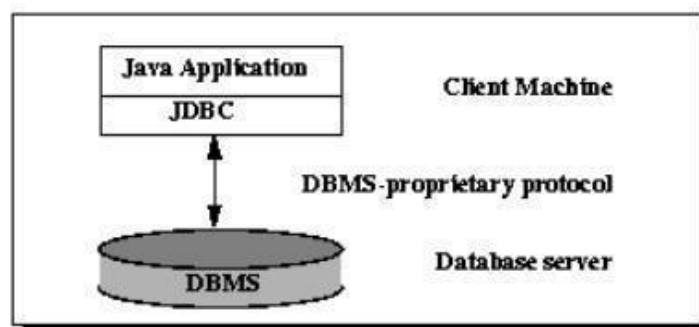 Java Application
Client Machine
JDBC
DBMS-proprietary protocol
Database server
DBMS